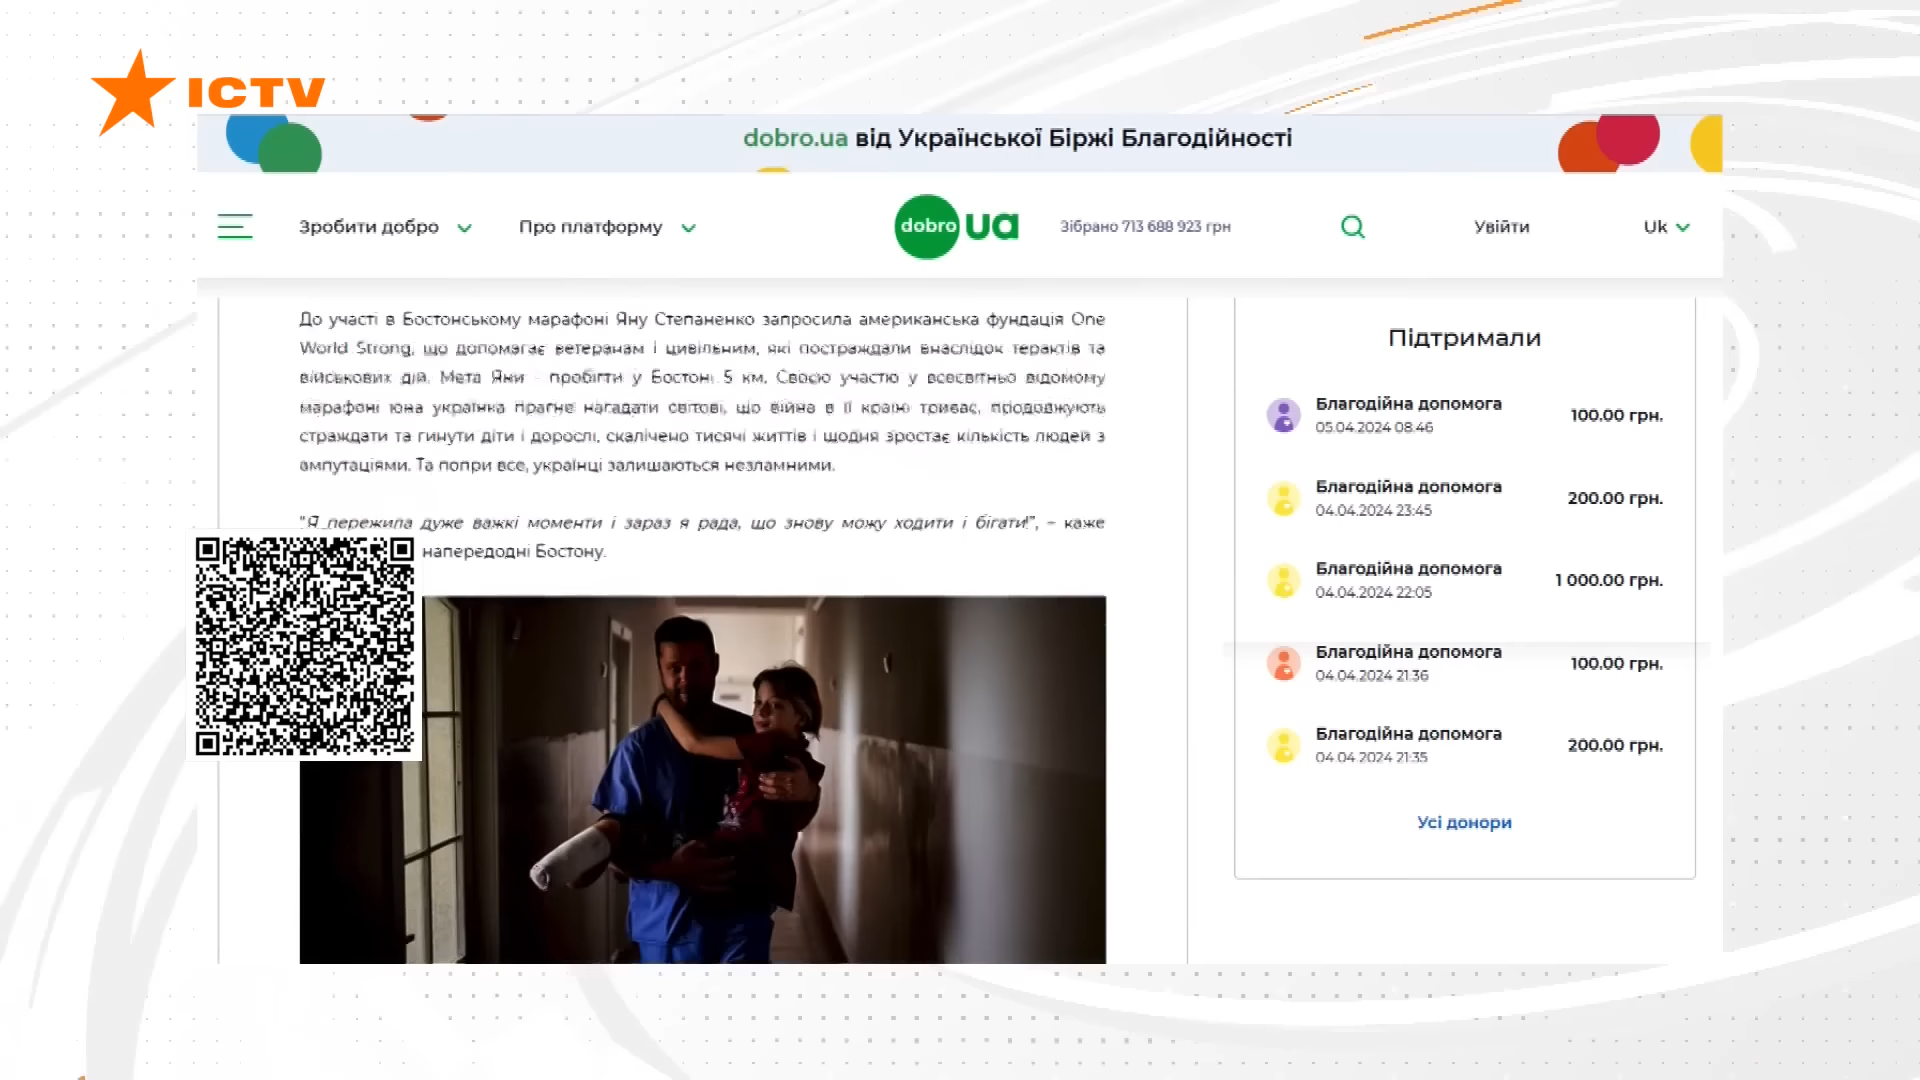 ICTV
dobro.ua від Української Біржі Благодійності
Зробити добро
Про платформу
dobro ua
Зібрано 713 688 923 грн
Увійти
Uk
До участі в Бостонському марафоні Яну Степаненко запросила американська фундація One
World Strong, що допомагає ветеранам і цивільним, які постраждали внаслідок терактів та
військових дій. Мета Яни - пробігти у Бостоні 5 км. Своєю участю у всесвітньо відомому
марафоні юна українка прагне нагадати світові, що війна в її країні триває, продовжують
страждати та гинути діти і дорослі, скалічено тисячі життів і щодня зростає кількість людей з
ампутаціями. Та попри все, українці залишаються незламними.
"Я пережила дуже важкі моменти і зараз я рада, що знову можу ходити і бігати!", – каже
напередодні Бостону.
Підтримали
Благодійна допомога
100.00 грн.
05.04.2024 08:46
Благодійна допомога
200.00 грн.
04.04.2024 23:45
Благодійна допомога
1 000.00 грн.
04.04.2024 22:05
Благодійна допомога
100.00 грн.
04.04.2024 21:36
Благодійна допомога
200.00 грн.
04.04.2024 21:35
Усі донори